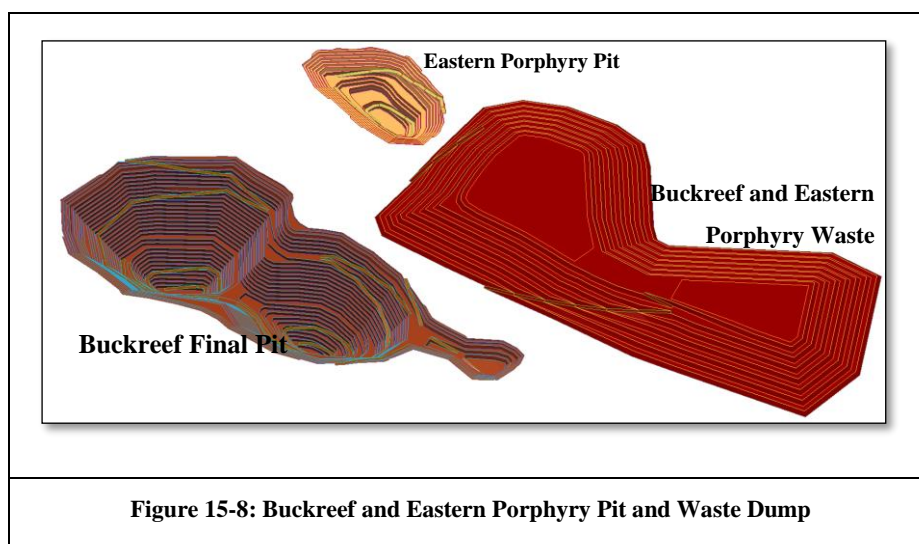 Eastern Porphyry Pit
Buckreef and Eastern
Porphyry Waste
Buckreef Final Pit
Figure 15-8: Buckreef and Eastern Porphyry Pit and Waste Dump